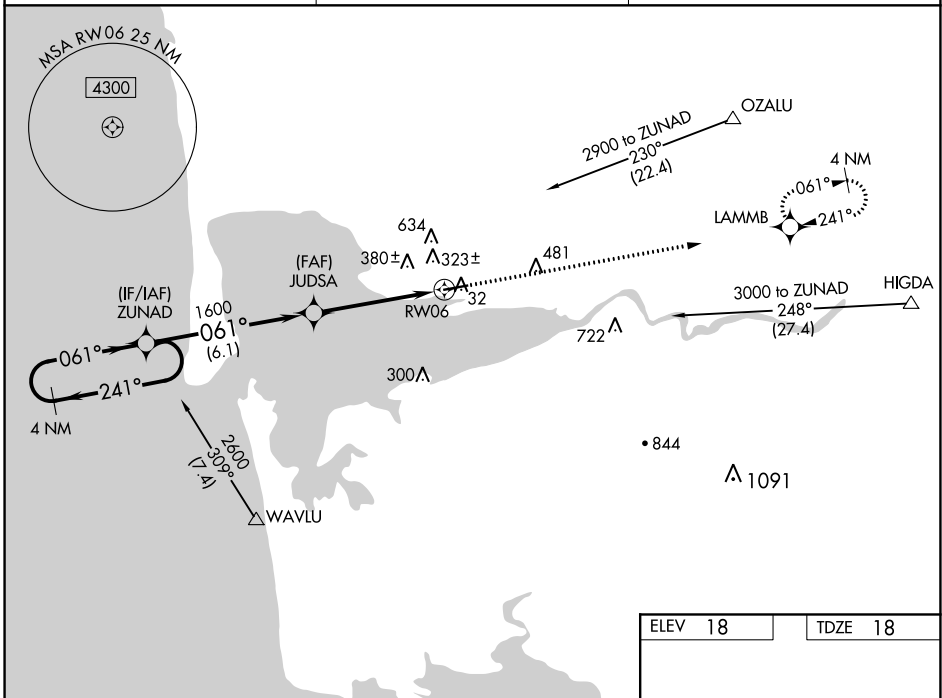 MSA RW06 25 NM
4300
OZALU
2900 to ZUNAD
230°
(22.4)
4 NM
061°
241°
LAMMB
634
380±
323±
481
(FAF)
JUDSA
32
RW06
(IF/IAF)
ZUNAD
1600
061°
(6.1)
HIGDA
3000 to ZUNAD
248°
(27.4)
722
061°
241°
4 NM
300
2600
309°
(7.4)
844
1091
WAVLU
ELEV 18
TDZE 18